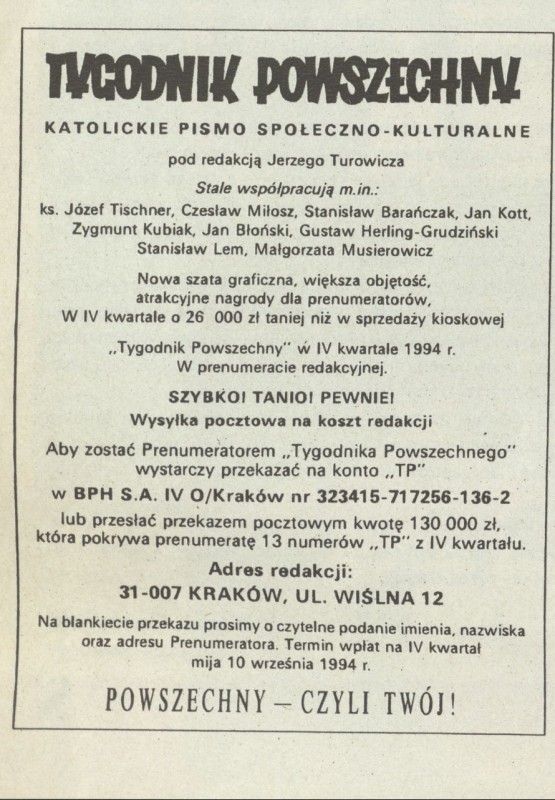 TYGODNIK POWSZECHNY
KATOLICKIE PISMO SPOŁECZNO-KULTURALNE
pod redakcją Jerzego Turowicza
Stale współpracują m.in.:
ks. Józef Tischner, Czesław Miłosz, Stanisław Barańczak, Jan Kott,
Zygmunt Kubiak, Jan Błoński, Gustaw Herling-Grudziński
Stanisław Lem, Małgorzata Musierowicz
Nowa szata graficzna, większa objętość,
atrakcyjne nagrody dla prenumeratorów,
W IV kwartale o 26 000 zł taniej niż w sprzedaży kioskowej
„Tygodnik Powszechny” w IV kwartale 1994 r.
W prenumeracie redakcyjnej.
SZYBKO! TANIO! PEWNIE!
Wysyłka pocztowa na koszt redakcji
Aby zostać Prenumeratorem „Tygodnika Powszechnego”
wystarczy przekazać na konto „TP”
w BPH S.A. IV O/Kraków nr 323415-717256-136-2
lub przesłać przekazem pocztowym kwotę 130 000 zł,
która pokrywa prenumeratę 13 numerów „TP” z IV kwartału.
Adres redakcji:
31-007 KRAKÓW, UL. WIŚLNA 12
Na blankiecie przekazu prosimy o czytelne podanie imienia, nazwiska
oraz adresu Prenumeratora. Termin wpłat na IV kwartał
mija 10 września 1994 r.
POWSZECHNY – CZYLI TWÓJ!